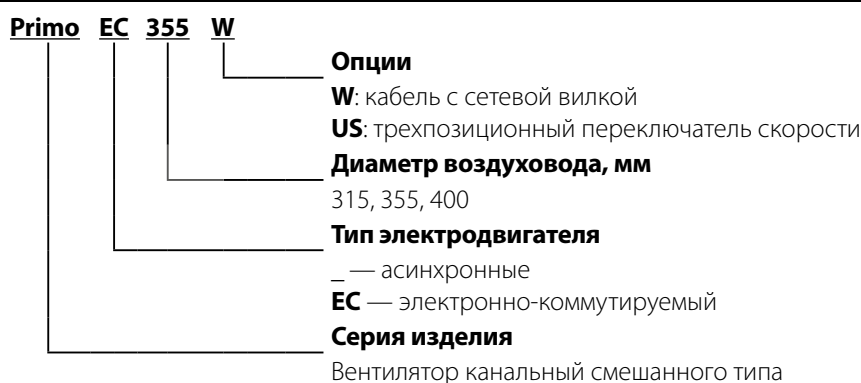 Primo EC 355 W
Опции
W: кабель с сетевой вилкой
US: трехпозиционный переключатель скорости
Диаметр воздуховода, мм
315, 355, 400
Тип электродвигателя
_ — асинхронные
EC — электронно-коммутируемый
Серия изделия
Вентилятор канальный смешанного типа